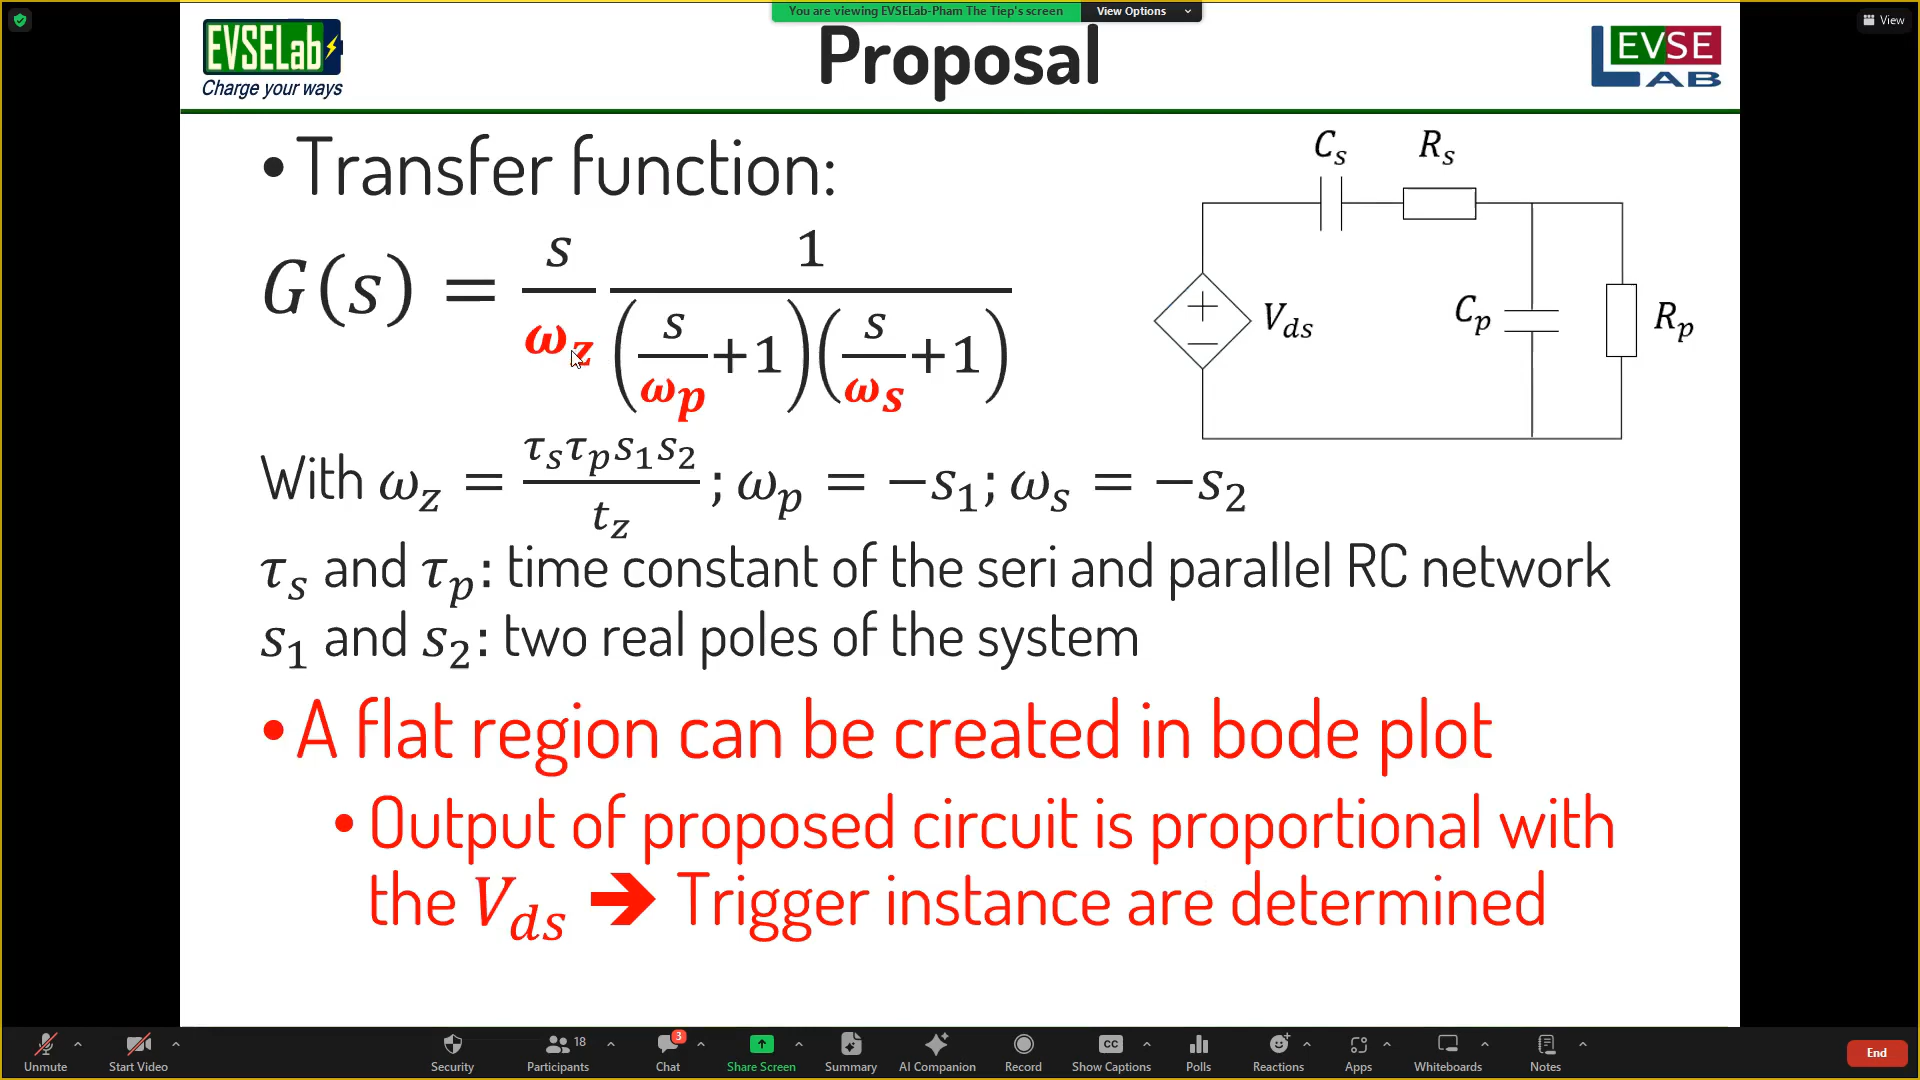 You are viewing EVSELab-Pham The Tiep's screen View Options
View
EVSELab
Charge your ways
Proposal
EVSE
LAB
•Transfer function:
G(s) = s/ω_z 1/((s/ω_p+1)(s/ω_s+1))
C_s R_s
V_ds C_p R_p
With ω_z = τ_sτ_ps_1s_2/t_z ; ω_p = −s_1; ω_s = −s_2
τ_s and τ_p: time constant of the seri and parallel RC network
s_1 and s_2: two real poles of the system
•A flat region can be created in bode plot
•Output of proposed circuit is proportional with
the V_ds ➔ Trigger instance are determined
Unmute Start Video Security Participants 18 Chat 3 Share Screen Summary AI Companion Record CC Show Captions Polls Reactions Apps Whiteboards Notes End